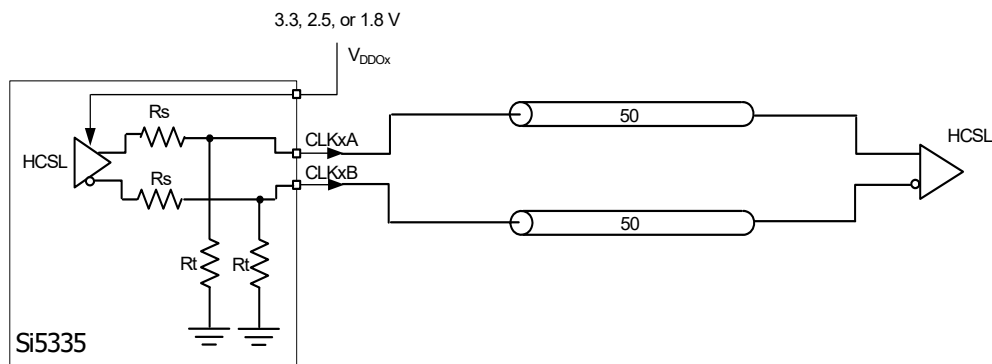 3.3, 2.5, or 1.8 V
VDDOx
Rs
CLKxA
50
HCSL
HCSL
Rs
CLKxB
50
Rt
Rt
Si5335